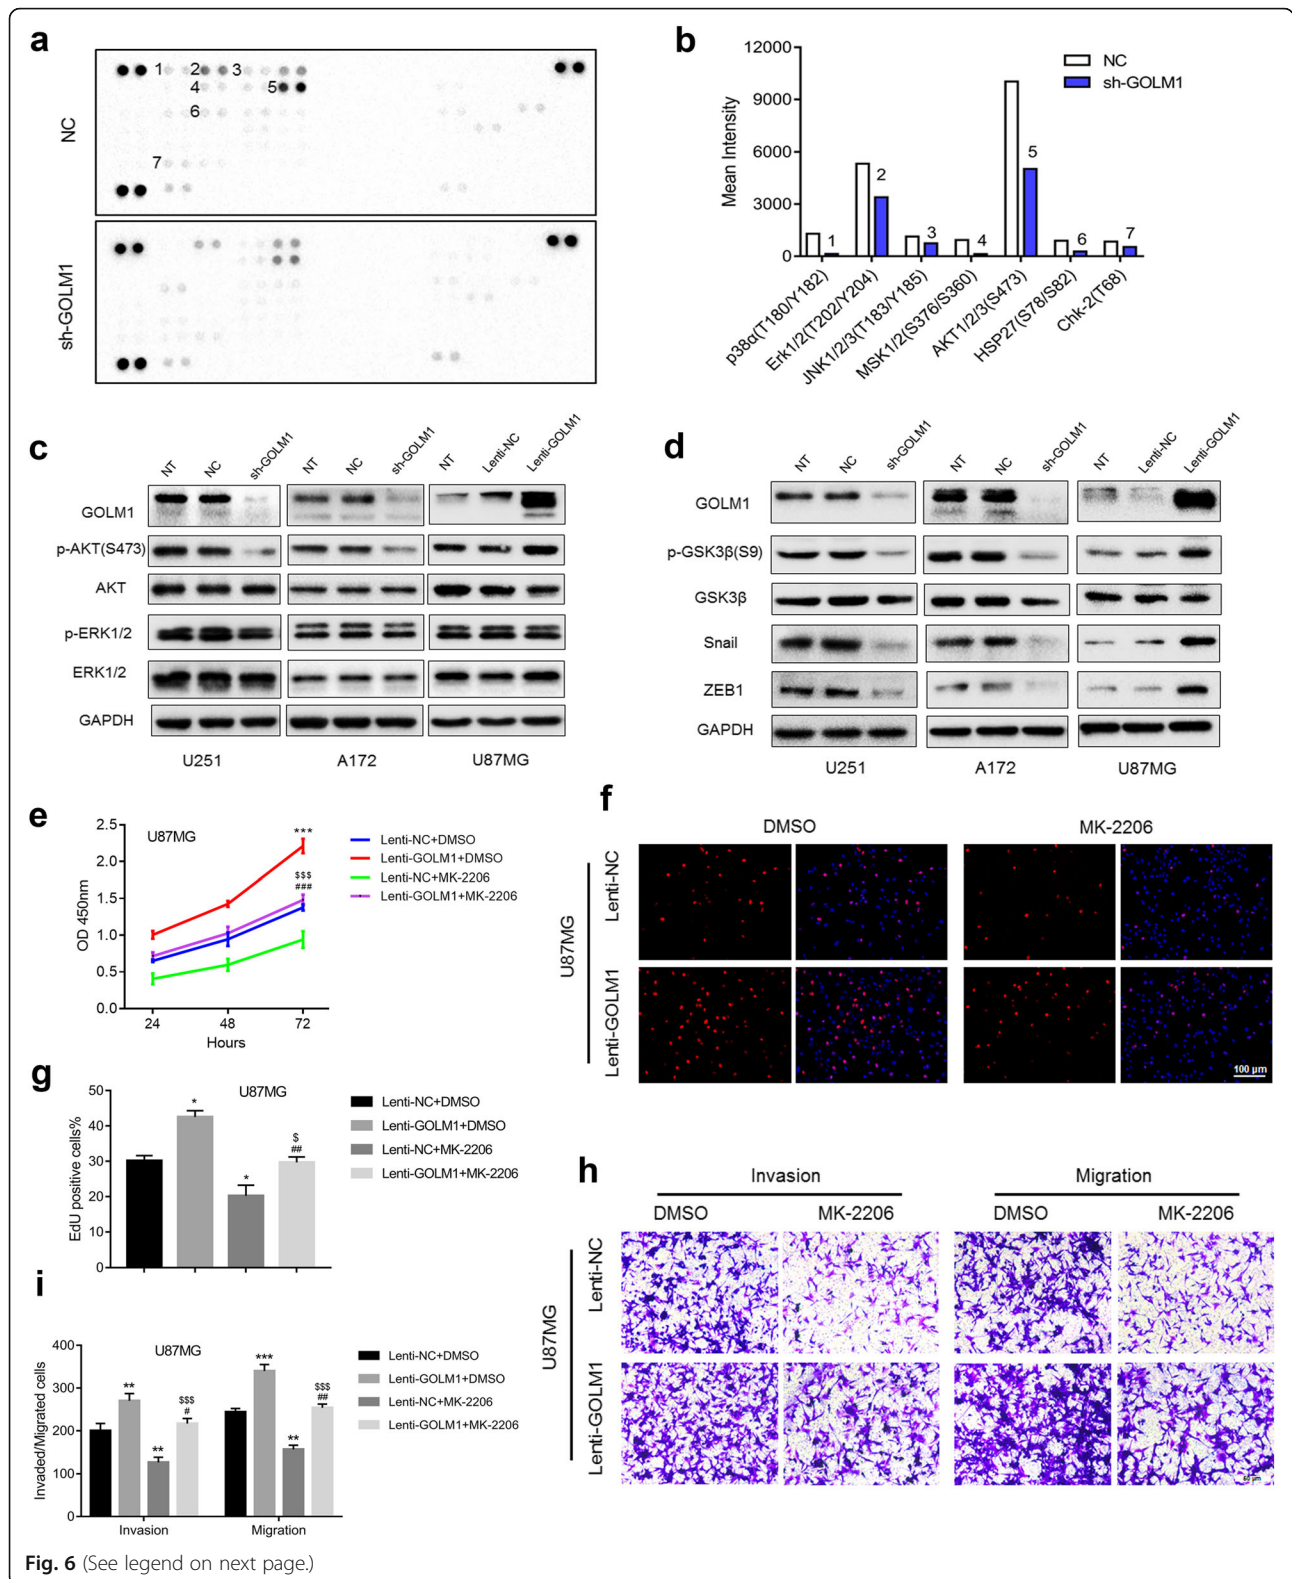 a
NC
1
2
3
4
5
6
7
sh-GOLM1
b
12000
9000
6000
3000
0
Mean Intensity
NC
sh-GOLM1
1
2
3
4
5
6
7
p38α(T180/Y182)
Erk1/2(T202/Y204)
JNK1/2/3(T183/Y185)
MSK1/2(S376/S360)
AKT1/2/3(S473)
HSP27(S78/S82)
Chk-2(T68)
c
NT NC sh-GOLM1 NT NC sh-GOLM1 NT Lenti-NC Lenti-GOLM1
GOLM1
p-AKT(S473)
AKT
p-ERK1/2
ERK1/2
GAPDH
U251 A172 U87MG
d
NT NC sh-GOLM1 NT NC sh-GOLM1 NT Lenti-NC Lenti-GOLM1
GOLM1
p-GSK3β(S9)
GSK3β
Snail
ZEB1
GAPDH
U251 A172 U87MG
e
U87MG
2.5
2.0
1.5
1.0
0.5
0.0
OD 450nm
24 48 72
Hours
***
$$$
###
Lenti-NC+DMSO
Lenti-GOLM1+DMSO
Lenti-NC+MK-2206
Lenti-GOLM1+MK-2206
f
DMSO MK-2206
U87MG
Lenti-NC
Lenti-GOLM1
100 µm
g
U87MG
50
40
30
20
10
0
EdU positive cells%
*
*
$
##
Lenti-NC+DMSO
Lenti-GOLM1+DMSO
Lenti-NC+MK-2206
Lenti-GOLM1+MK-2206
h
Invasion Migration
DMSO MK-2206 DMSO MK-2206
U87MG
Lenti-NC
Lenti-GOLM1
60 µm
i
U87MG
400
300
200
100
0
Invaded/Migrated cells
**
**
$$$
#
***
**
$$$
##
Invasion Migration
Lenti-NC+DMSO
Lenti-GOLM1+DMSO
Lenti-NC+MK-2206
Lenti-GOLM1+MK-2206
Fig. 6 (See legend on next page.)